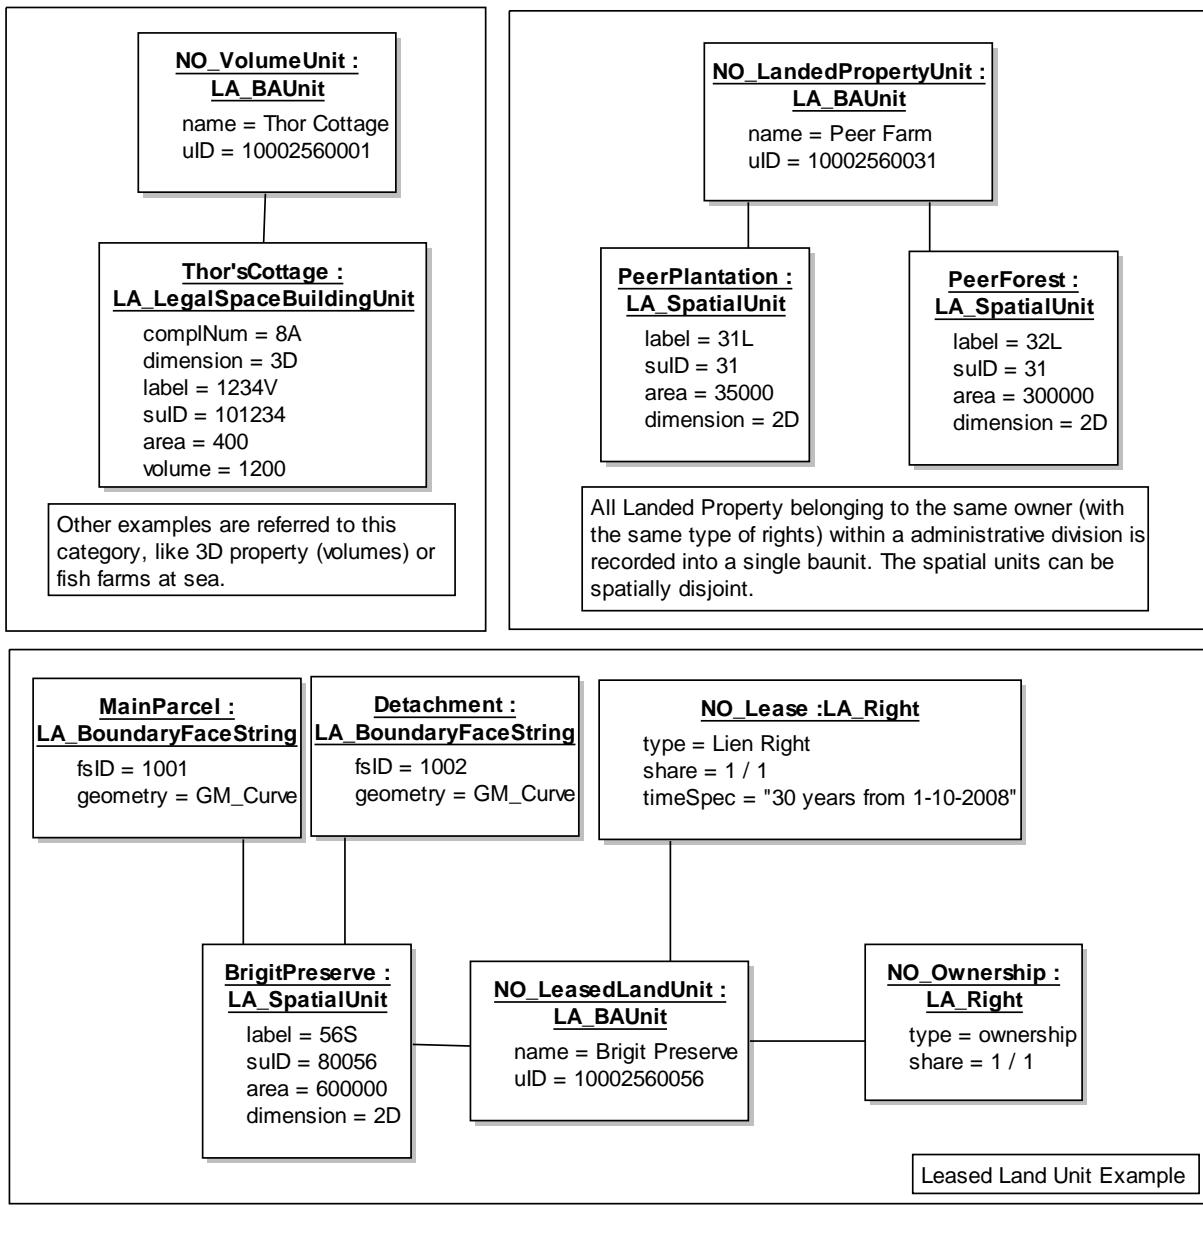 NO_VolumeUnit :
LA_BAUnit
name = Thor Cottage
uID = 10002560001
Thor'sCottage :
LA_LegalSpaceBuildingUnit
complNum = 8A
dimension = 3D
label = 1234V
suID = 101234
area = 400
volume = 1200
Other examples are referred to this
category, like 3D property (volumes) or
fish farms at sea.
NO_LandedPropertyUnit :
LA_BAUnit
name = Peer Farm
uID = 10002560031
PeerPlantation :
LA_SpatialUnit
label = 31L
suID = 31
area = 35000
dimension = 2D
PeerForest :
LA_SpatialUnit
label = 32L
suID = 31
area = 300000
dimension = 2D
All Landed Property belonging to the same owner (with
the same type of rights) within a administrative division is
recorded into a single baunit. The spatial units can be
spatially disjoint.
MainParcel :
LA_BoundaryFaceString
fsID = 1001
geometry = GM_Curve
Detachment :
LA_BoundaryFaceString
fsID = 1002
geometry = GM_Curve
NO_Lease :LA_Right
type = Lien Right
share = 1 / 1
timeSpec = "30 years from 1-10-2008"
BrigitPreserve :
LA_SpatialUnit
label = 56S
suID = 80056
area = 600000
dimension = 2D
NO_LeasedLandUnit :
LA_BAUnit
name = Brigit Preserve
uID = 10002560056
NO_Ownership :
LA_Right
type = ownership
share = 1 / 1
Leased Land Unit Example